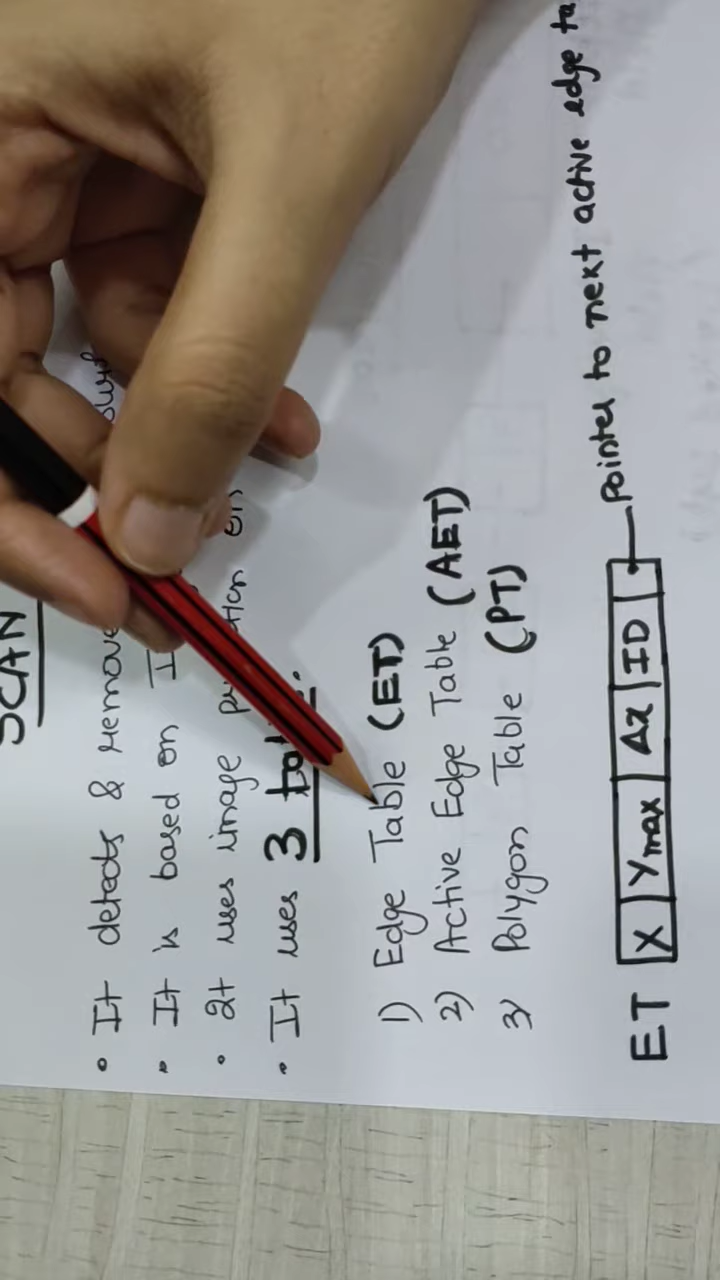 SCAN
• It detects & remove
• It is based on
• 2t uses image
• It uses 3
1) Edge Table (ET)
2) Active Edge Table (AET)
3) Polygon Table (PT)
pointer to next active edge
ET X Ymax Δx ID